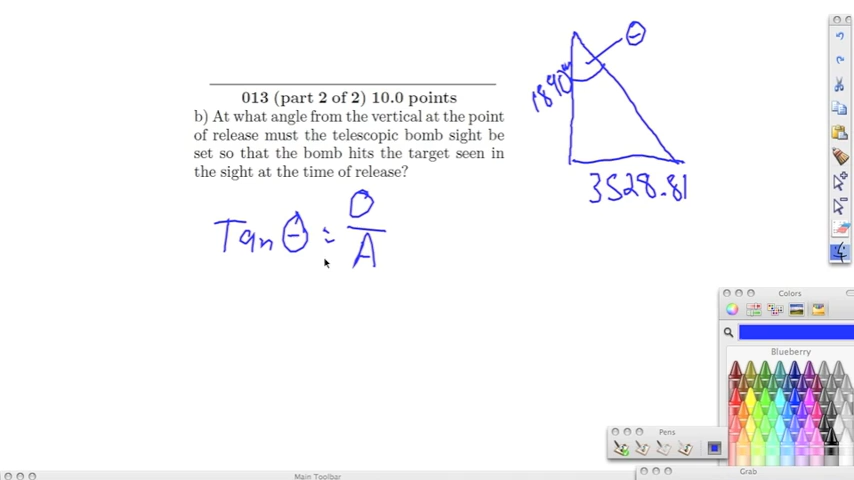 013 (part 2 of 2) 10.0 points
b) At what angle from the vertical at the point
of release must the telescopic bomb sight be
set so that the bomb hits the target seen in
the sight at the time of release?
Θ
1890m
3528.81
Tan Θ = O
A
Colors
Blueberry
Pens
Grab
Main Toolbar